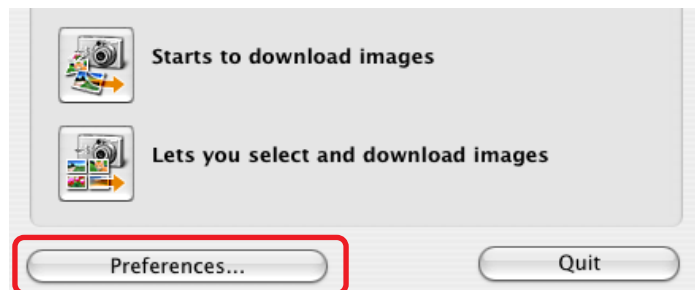 Starts to download images
Lets you select and download images
Preferences...
Quit